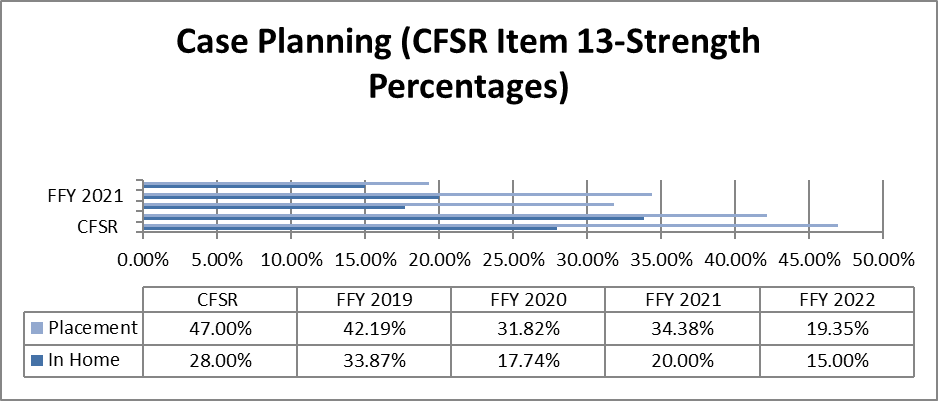 Case Planning (CFSR Item 13-Strength
Percentages)
FFY 2021
CFSR
0.00% 5.00% 10.00% 15.00% 20.00% 25.00% 30.00% 35.00% 40.00% 45.00% 50.00%
CFSR FFY 2019 FFY 2020 FFY 2021 FFY 2022
Placement 47.00% 42.19% 31.82% 34.38% 19.35%
In Home 28.00% 33.87% 17.74% 20.00% 15.00%